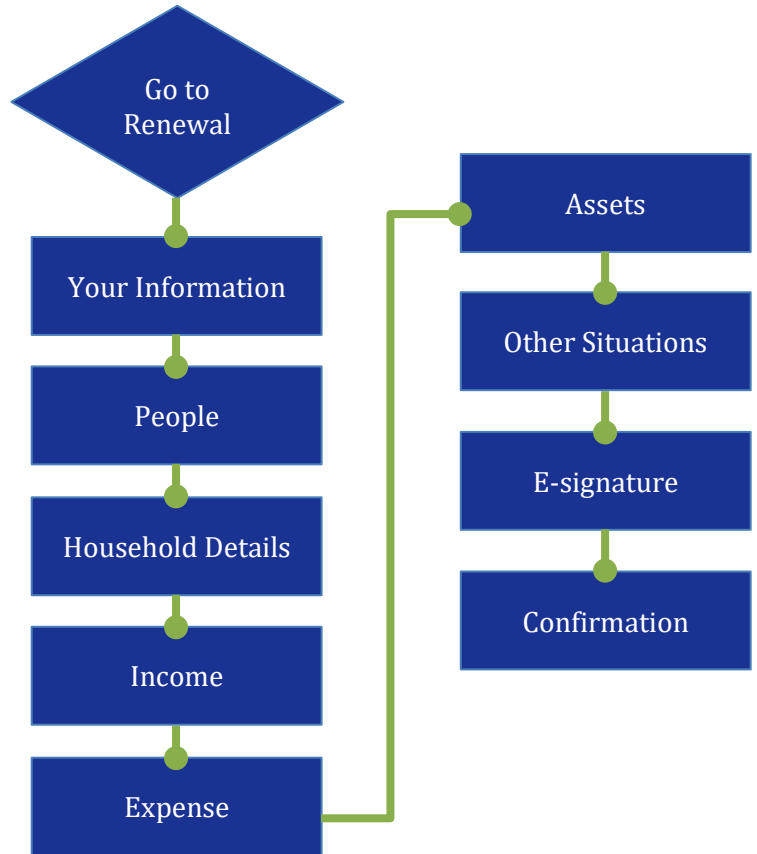 Go to
Renewal
Your Information
People
Household Details
Income
Expense
Assets
Other Situations
E-signature
Confirmation